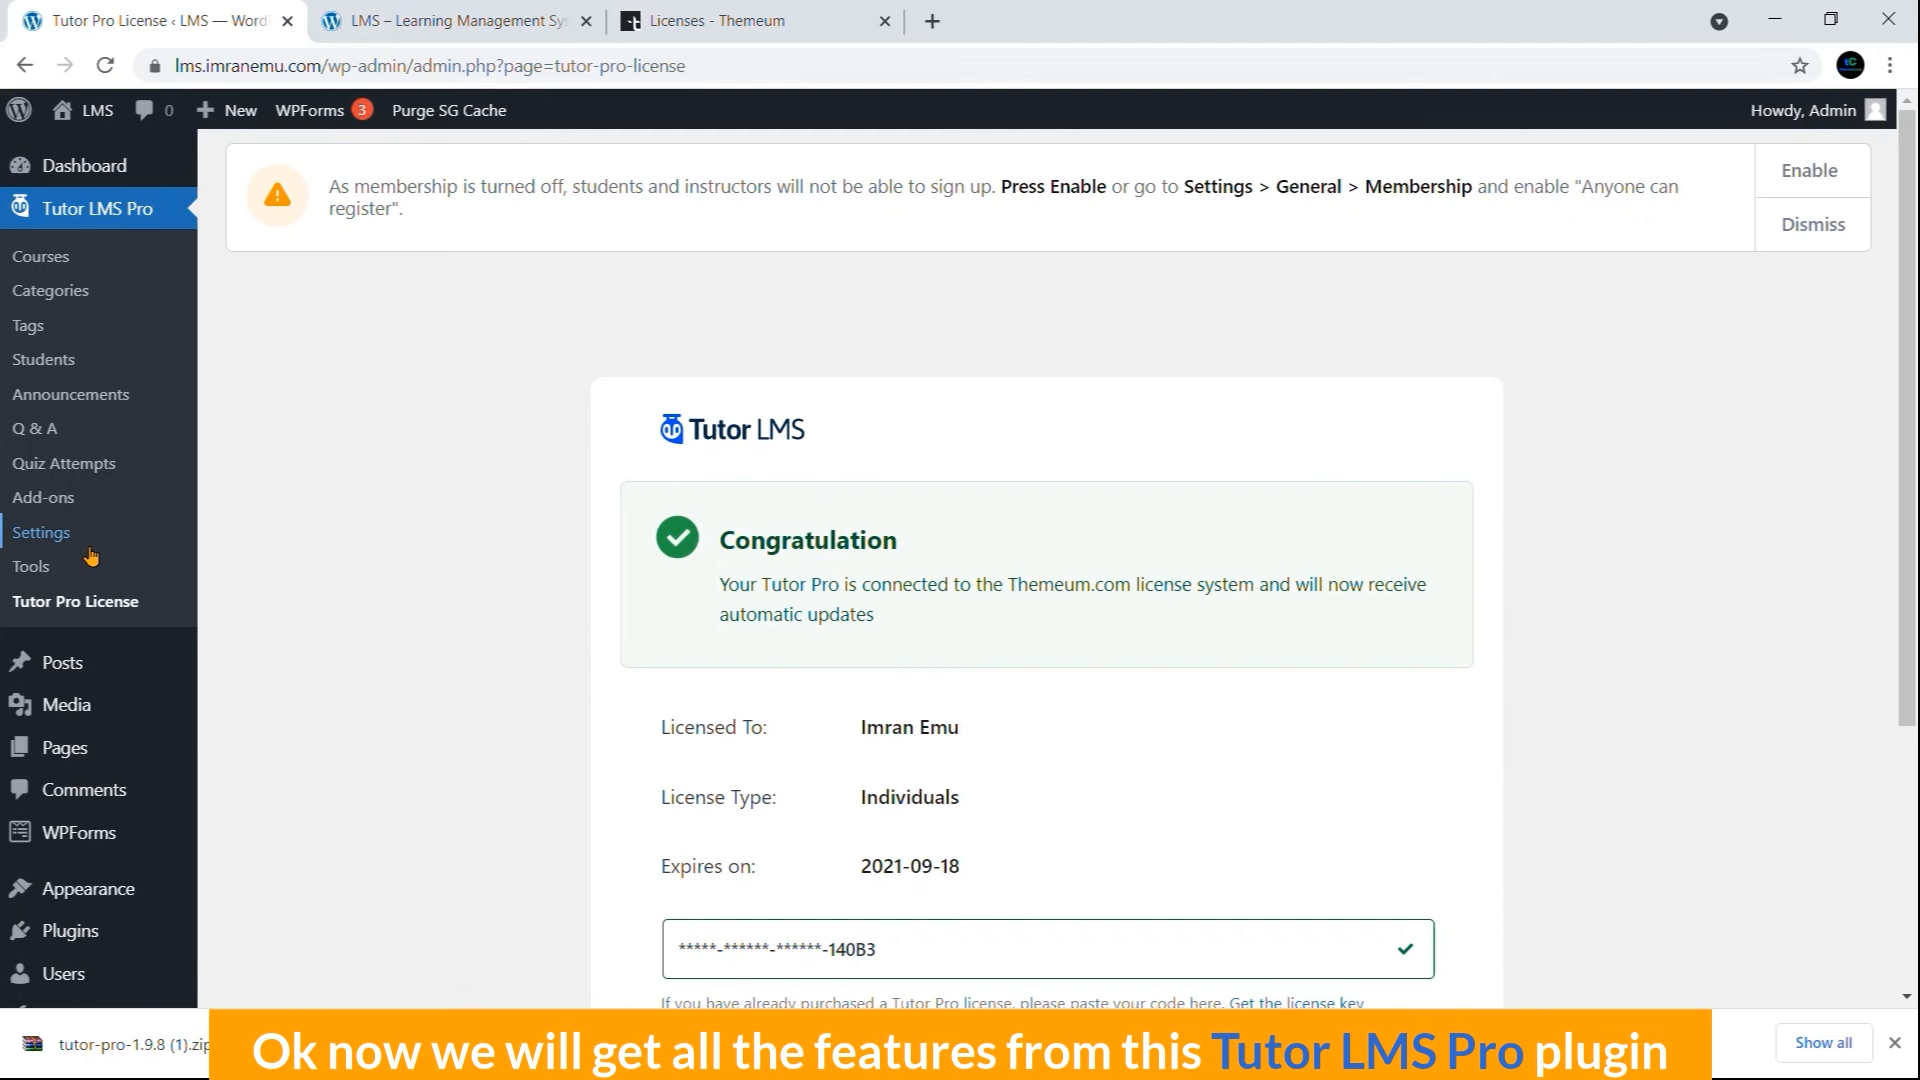 Tutor Pro License ‹ LMS — Word
LMS – Learning Management Sys
Licenses - Themeum
lms.imranemu.com/wp-admin/admin.php?page=tutor-pro-license
LMS 0 New WPForms 3 Purge SG Cache Howdy, Admin
Dashboard
Tutor LMS Pro
Courses
Categories
Tags
Students
Announcements
Q & A
Quiz Attempts
Add-ons
Settings
Tools
Tutor Pro License
Posts
Media
Pages
Comments
WPForms
Appearance
Plugins
Users
As membership is turned off, students and instructors will not be able to sign up. Press Enable or go to Settings > General > Membership and enable "Anyone can
register".
Enable
Dismiss
Tutor LMS
Congratulation
Your Tutor Pro is connected to the Themeum.com license system and will now receive
automatic updates
Licensed To: Imran Emu
License Type: Individuals
Expires on: 2021-09-18
*****-******-******-140B3
If you have already purchased a Tutor Pro license, please paste your code here. Get the license key
tutor-pro-1.9.8 (1).zip
Ok now we will get all the features from this Tutor LMS Pro plugin
Show all